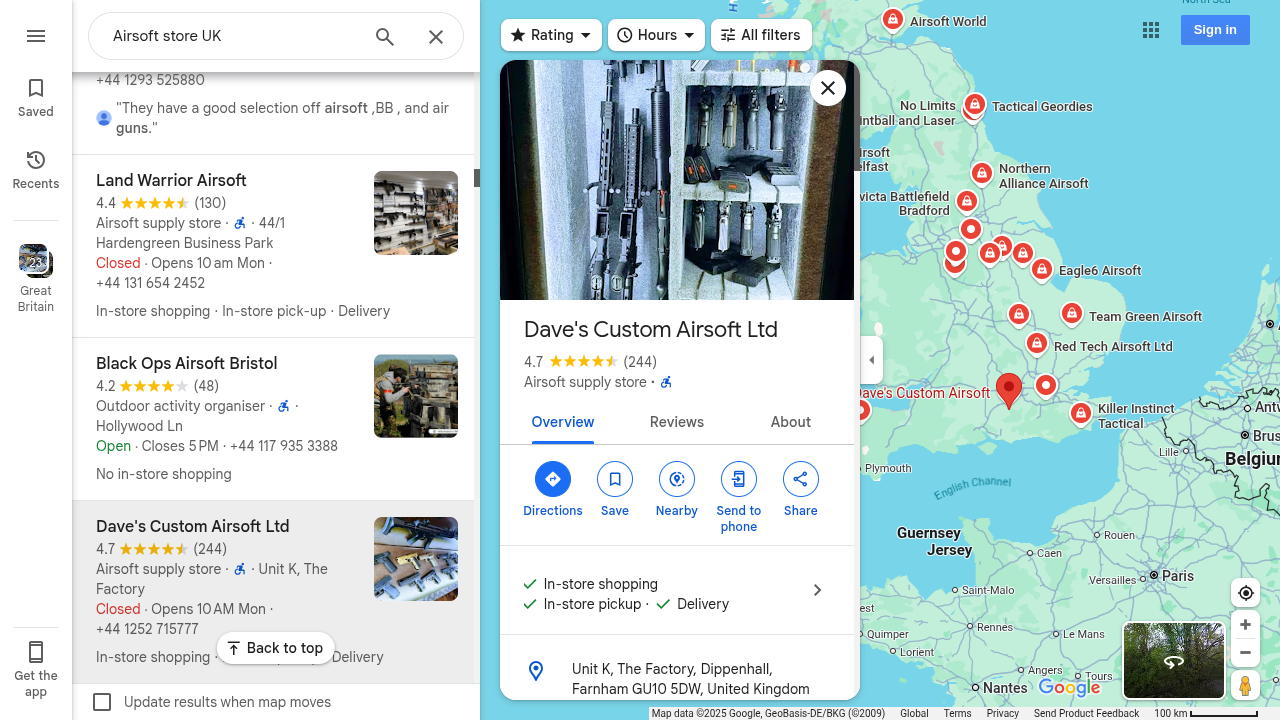 Airsoft store UK
Saved
Recents
23
Great
Britain
Get the
app
+44 1293 525880
"They have a good selection off airsoft ,BB , and air
guns."
Land Warrior Airsoft
4.4 (130)
Airsoft supply store · · 44/1
Hardengreen Business Park
Closed · Opens 10 am Mon ·
+44 131 654 2452
In-store shopping · In-store pick-up · Delivery
Black Ops Airsoft Bristol
4.2 (48)
Outdoor activity organiser · ·
Hollywood Ln
Open · Closes 5 PM · +44 117 935 3388
No in-store shopping
Dave's Custom Airsoft Ltd
4.7 (244)
Airsoft supply store · · Unit K, The
Factory
Closed · Opens 10 AM Mon ·
+44 1252 715777
In-store shopping · Delivery
Back to top
Update results when map moves
Rating
Hours
All filters
Sign in
Dave's Custom Airsoft Ltd
4.7 (244)
Airsoft supply store ·
Overview
Reviews
About
Directions
Save
Nearby
Send to
phone
Share
In-store shopping
In-store pickup · Delivery
Unit K, The Factory, Dippenhall,
Farnham GU10 5DW, United Kingdom
North Sea
Airsoft World
No Limits
intball and Laser
Tactical Geordies
irsoft
elfast
Northern
Alliance Airsoft
victa Battlefield
Bradford
Eagle6 Airsoft
Team Green Airsoft
Red Tech Airsoft Ltd
Dave's Custom Airsoft
Killer Instinct
Tactical
Plymouth
English Channel
Lille
Antw
Brus
Belgium
Guernsey
Jersey
Caen
Rouen
Versailles
Paris
Saint-Malo
est
Quimper
Rennes
Le Mans
Lorient
Angers
Tours
Nantes
Google
Map data ©2025 Google, GeoBasis-DE/BKG (©2009)
Global
Terms
Privacy
Send Product Feedback
100 km